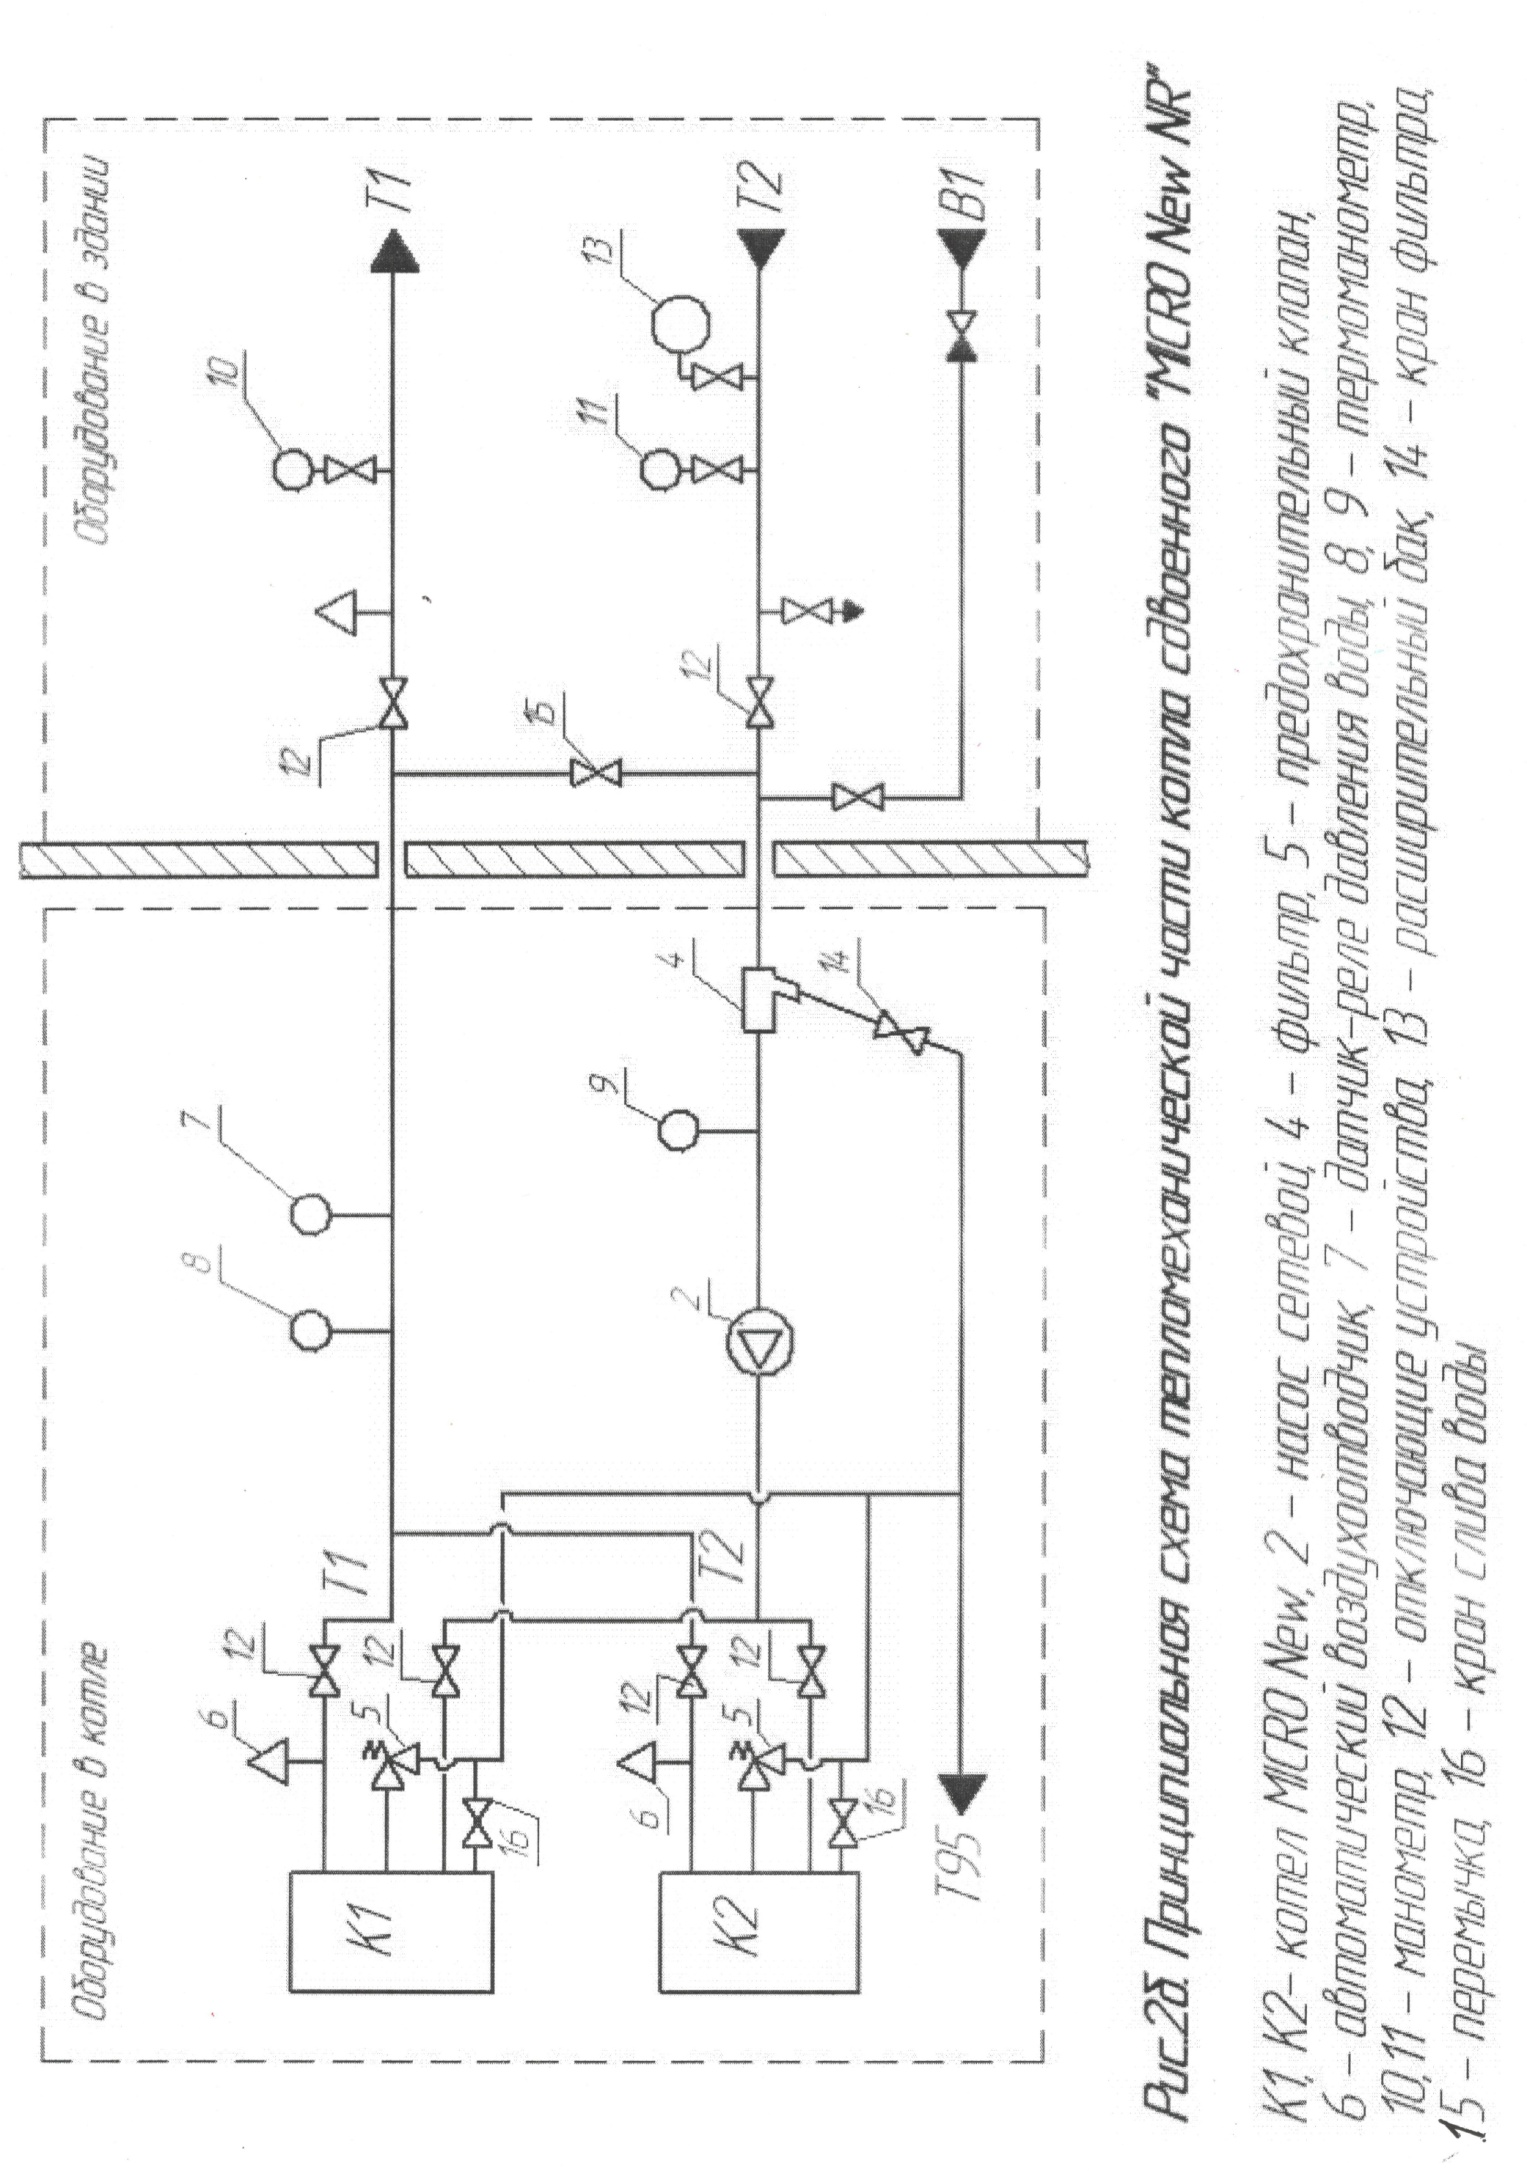 Оборудование в котле
Оборудование в здании
6
12
T1
8
7
12
10
T1
K1
5
12
16
15
6
12
T2
2
9
4
12
11
13
T2
K2
5
12
16
14
T95
B1
Рис.2б. Принципиальная схема тепломеханической части котла сдвоенного "MICRO New NR"
К1, К2– котел MICRO New, 2 – насос сетевой, 4 – фильтр, 5 – предохранительный клапан,
6 – автоматический воздухоотводчик, 7 – датчик-реле давления воды, 8, 9 – термоманометр,
10,11 – манометр, 12 – отключающие устройства, 13 – расширительный бак, 14 – кран фильтра,
15 – перемычка, 16 – кран слива воды